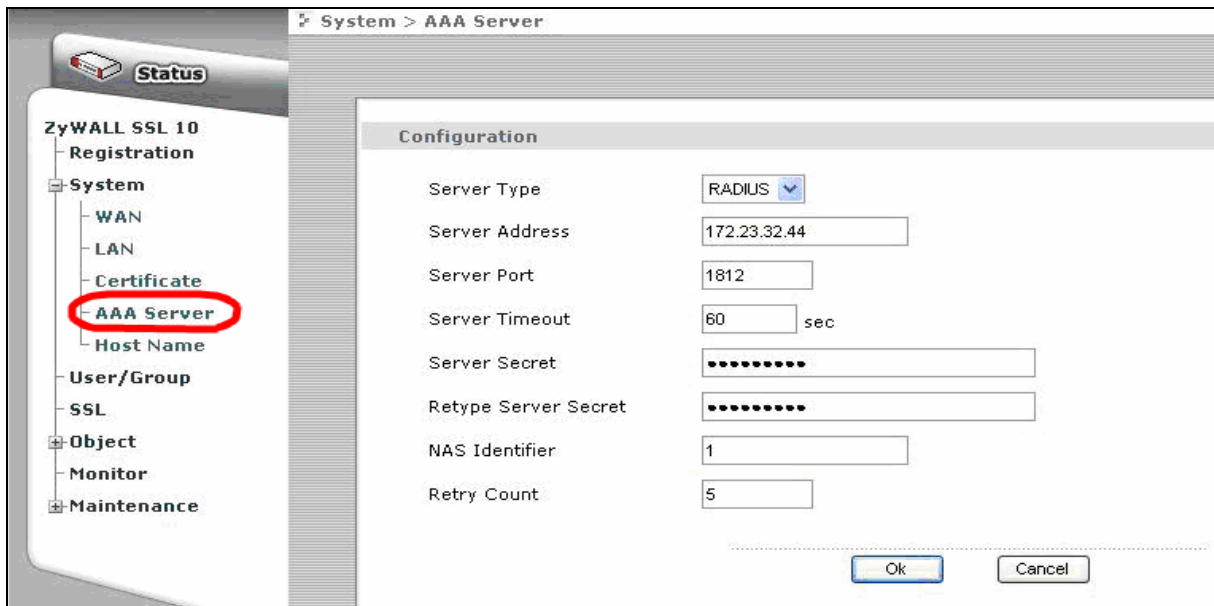 System > AAA Server
Status
ZyWALL SSL 10
Registration
System
WAN
LAN
Certificate
AAA Server
Host Name
User/Group
SSL
Object
Monitor
Maintenance
Configuration
Server Type RADIUS
Server Address 172.23.32.44
Server Port 1812
Server Timeout 60 sec
Server Secret •••••••••
Retype Server Secret •••••••••
NAS Identifier 1
Retry Count 5
Ok Cancel